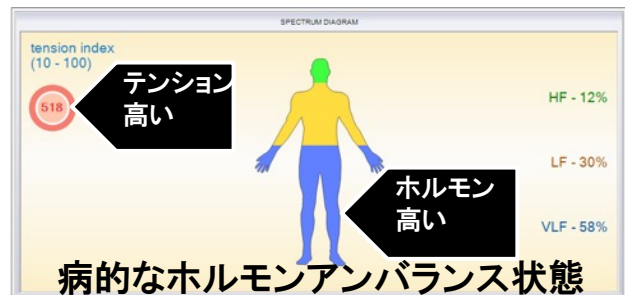 SPECTRUM DIAGRAM
tension index
(10 - 100)
518
テンション
高い
HF - 12%
LF - 30%
ホルモン
高い
VLF - 58%
病的なホルモンアンバランス状態